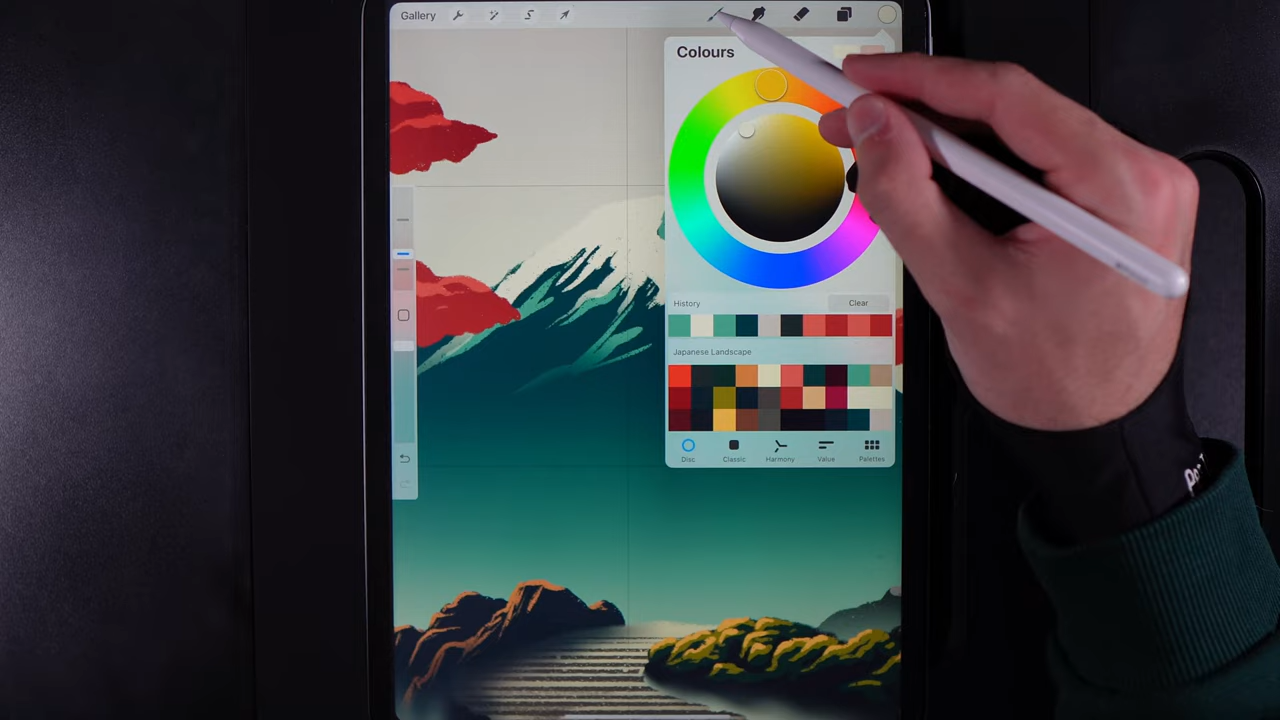 Gallery
Colours
History
Clear
Japanese Landscape
Disc
Classic
Harmony
Value
Palettes